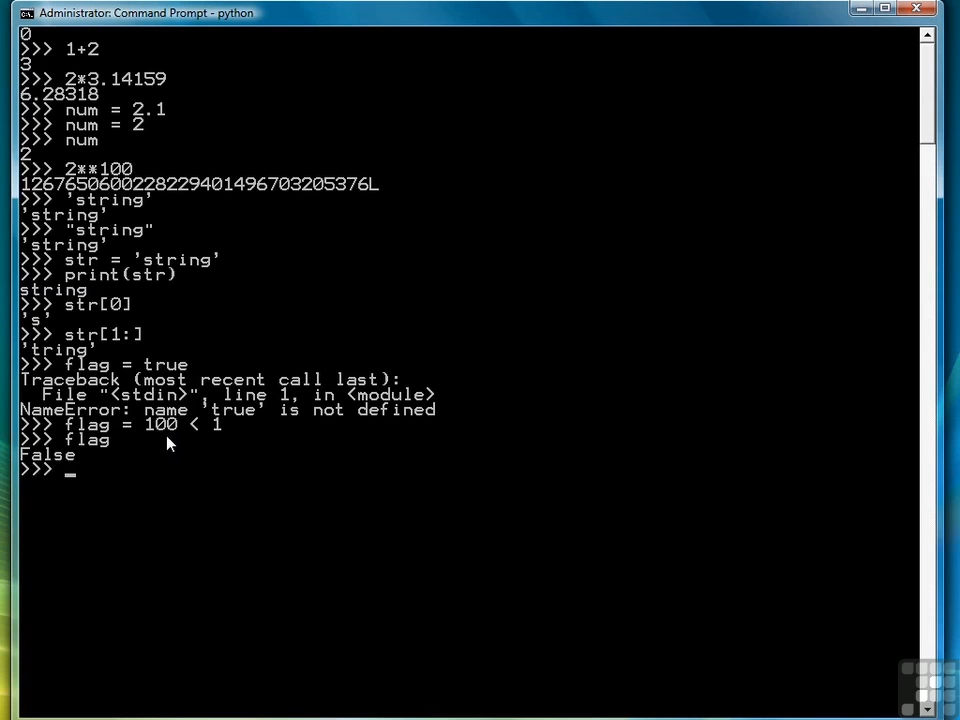 Administrator: Command Prompt - python
0
>>> 1+2
3
>>> 2*3.14159
6.28318
>>> num = 2.1
>>> num = 2
>>> num
2
>>> 2**100
1267650600228229401496703205376L
>>> 'string'
'string'
>>> "string"
'string'
>>> str = 'string'
>>> print(str)
string
>>> str[0]
's'
>>> str[1:]
'tring'
>>> flag = true
Traceback (most recent call last):
  File "<stdin>", line 1, in <module>
NameError: name 'true' is not defined
>>> flag = 100 < 1
>>> flag
False
>>> _